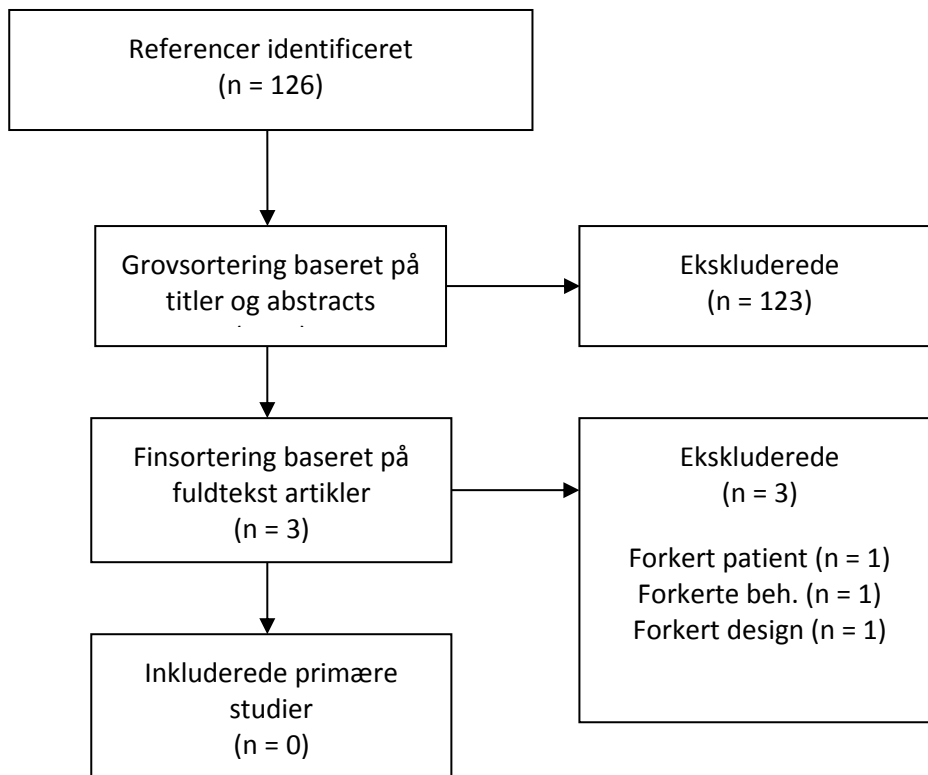 Referencer identificeret
(n = 126)
Grovsortering baseret på
titler og abstracts
Ekskluderede
(n = 123)
Finsortering baseret på
fuldtekst artikler
(n = 3)
Ekskluderede
(n = 3)
Forkert patient (n = 1)
Forkerte beh. (n = 1)
Forkert design (n = 1)
Inkluderede primære
studier
(n = 0)